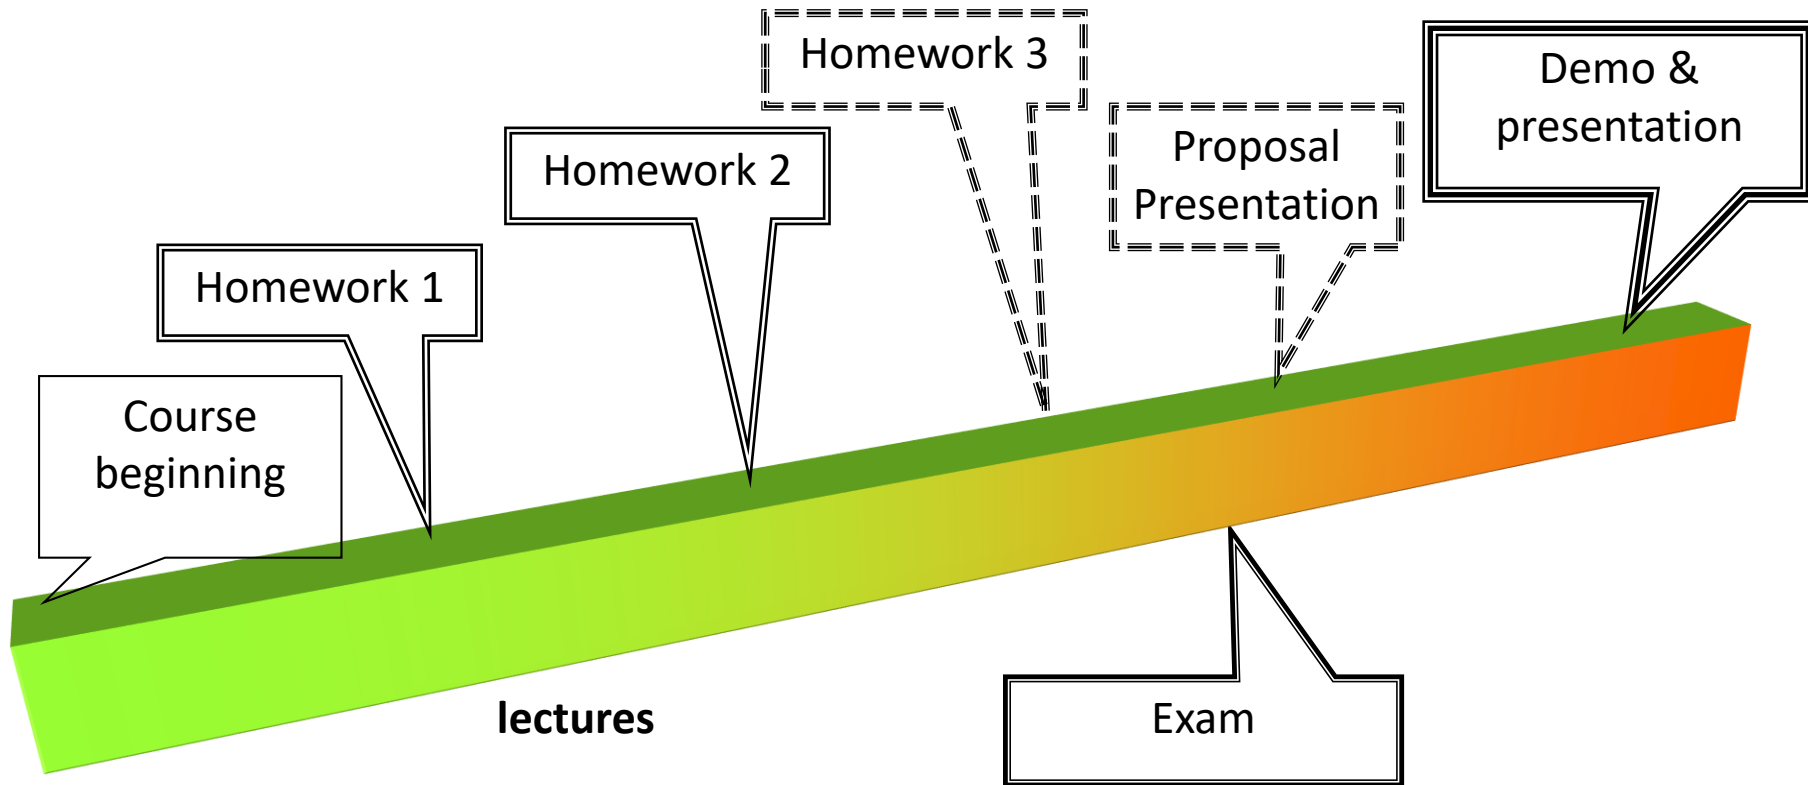 Course
beginning
Homework 1
Homework 2
Homework 3
Proposal
Presentation
Demo &
presentation
lectures
Exam